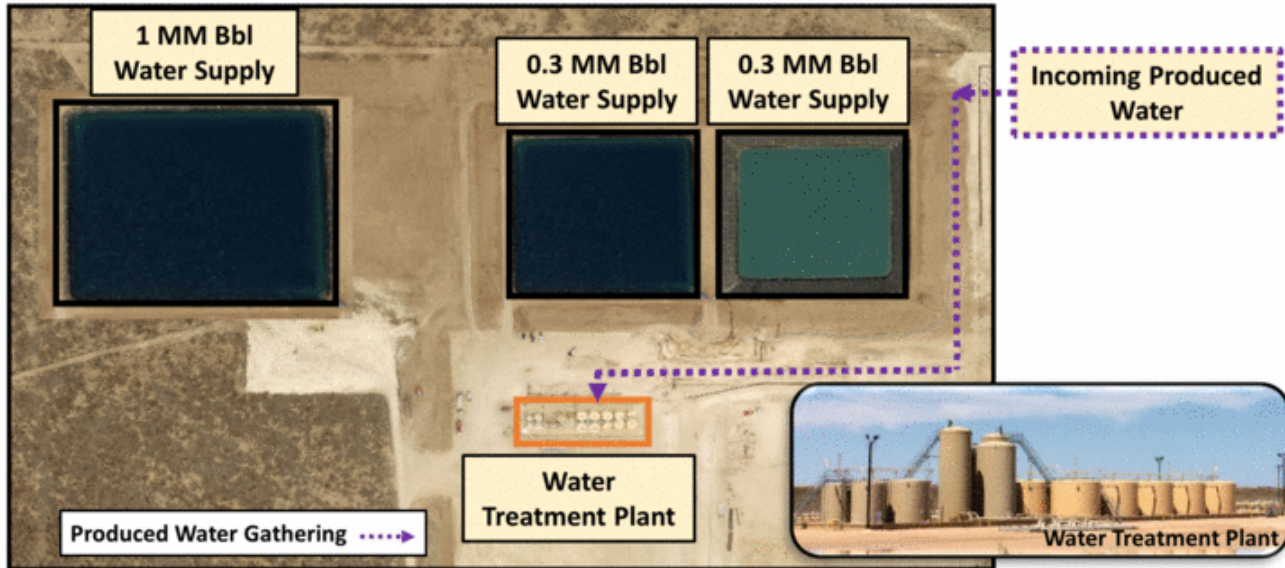 1 MM Bbl
Water Supply
0.3 MM Bbl
Water Supply
0.3 MM Bbl
Water Supply
Incoming Produced
Water
Water
Treatment Plant
Produced Water Gathering
Water Treatment Plant